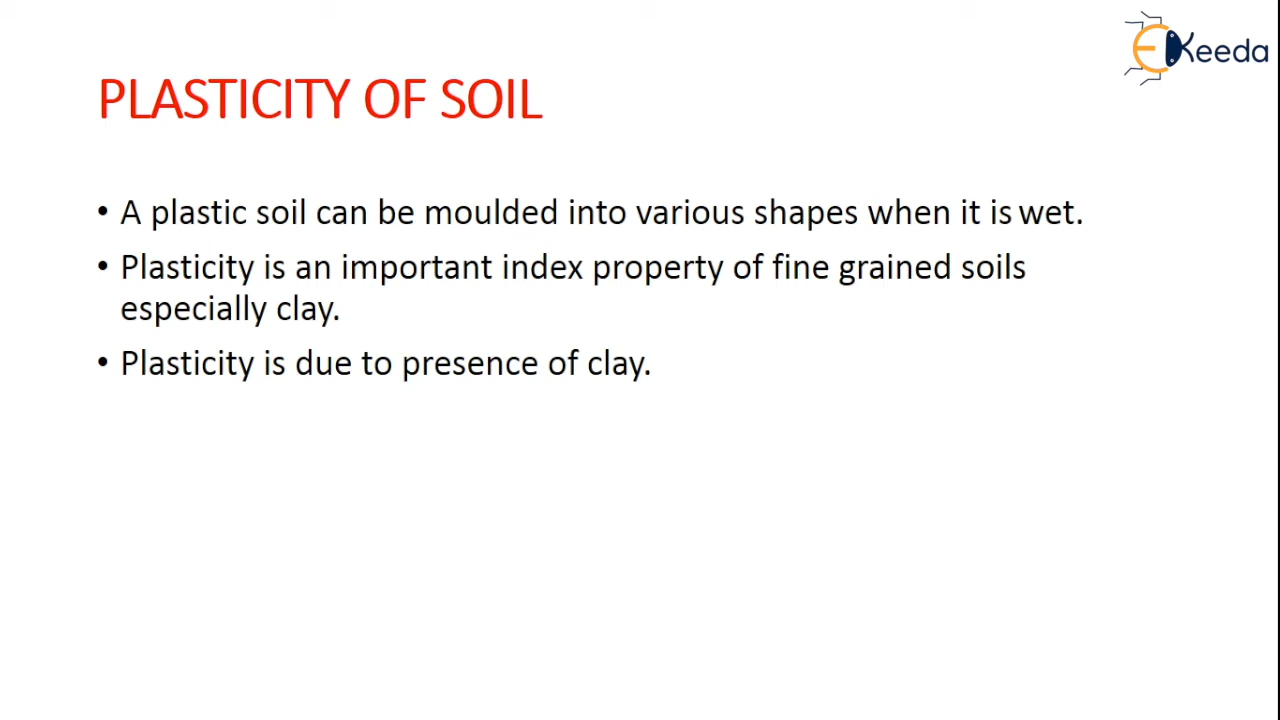 EKeeda
PLASTICITY OF SOIL
• A plastic soil can be moulded into various shapes when it is wet.
• Plasticity is an important index property of fine grained soils
especially clay.
• Plasticity is due to presence of clay.